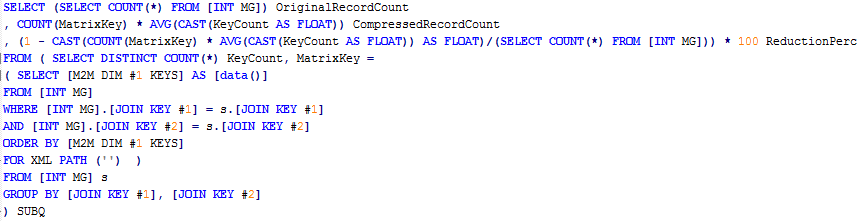 SELECT (SELECT COUNT(*) FROM [INT MG]) OriginalRecordCount
, COUNT(MatrixKey) * AVG(CAST(KeyCount AS FLOAT)) CompressedRecordCount
, (1 - CAST(COUNT(MatrixKey) * AVG(CAST(KeyCount AS FLOAT)) AS FLOAT)/(SELECT COUNT(*) FROM [INT MG])) * 100 ReductionPerc
FROM ( SELECT DISTINCT COUNT(*) KeyCount, MatrixKey =
( SELECT [M2M DIM #1 KEYS] AS [data()]
FROM [INT MG]
WHERE [INT MG].[JOIN KEY #1] = s.[JOIN KEY #1]
AND [INT MG].[JOIN KEY #2] = s.[JOIN KEY #2]
ORDER BY [M2M DIM #1 KEYS]
FOR XML PATH ('') )
FROM [INT MG] s
GROUP BY [JOIN KEY #1], [JOIN KEY #2]
) SUBQ